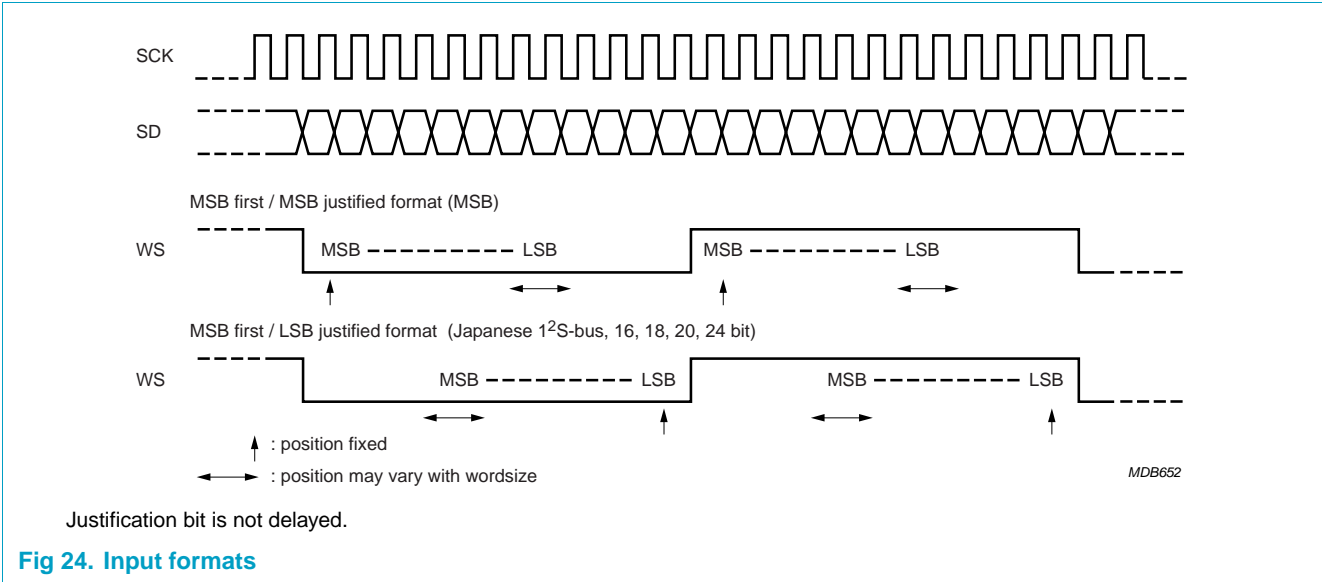 SCK
SD
MSB first / MSB justified format (MSB)
WS MSB LSB MSB LSB
MSB first / LSB justified format (Japanese 1²S-bus, 16, 18, 20, 24 bit)
WS MSB LSB MSB LSB
: position fixed
: position may vary with wordsize
MDB652
Justification bit is not delayed.
Fig 24. Input formats